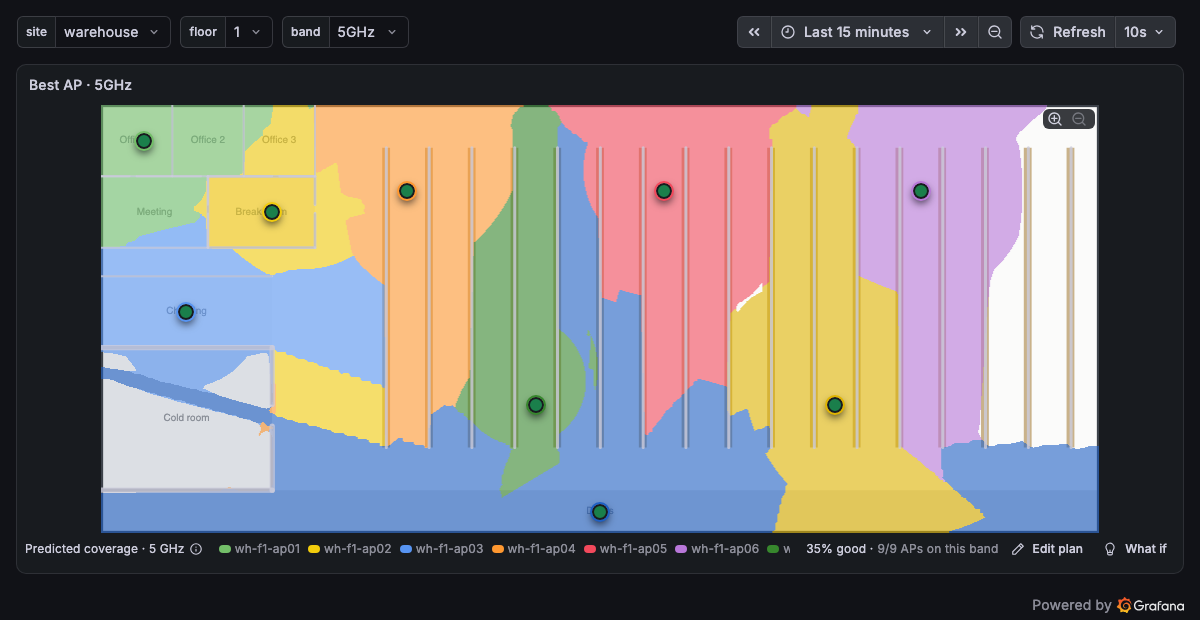 site warehouse floor 1 band 5GHz Last 15 minutes Refresh 10s
Best AP · 5GHz
Office 2 Office 3
Meeting
Cold room
Predicted coverage · 5 GHz wh-f1-ap01 wh-f1-ap02 wh-f1-ap03 wh-f1-ap04 wh-f1-ap05 wh-f1-ap06 35% good · 9/9 APs on this band Edit plan What if
Powered by Grafana